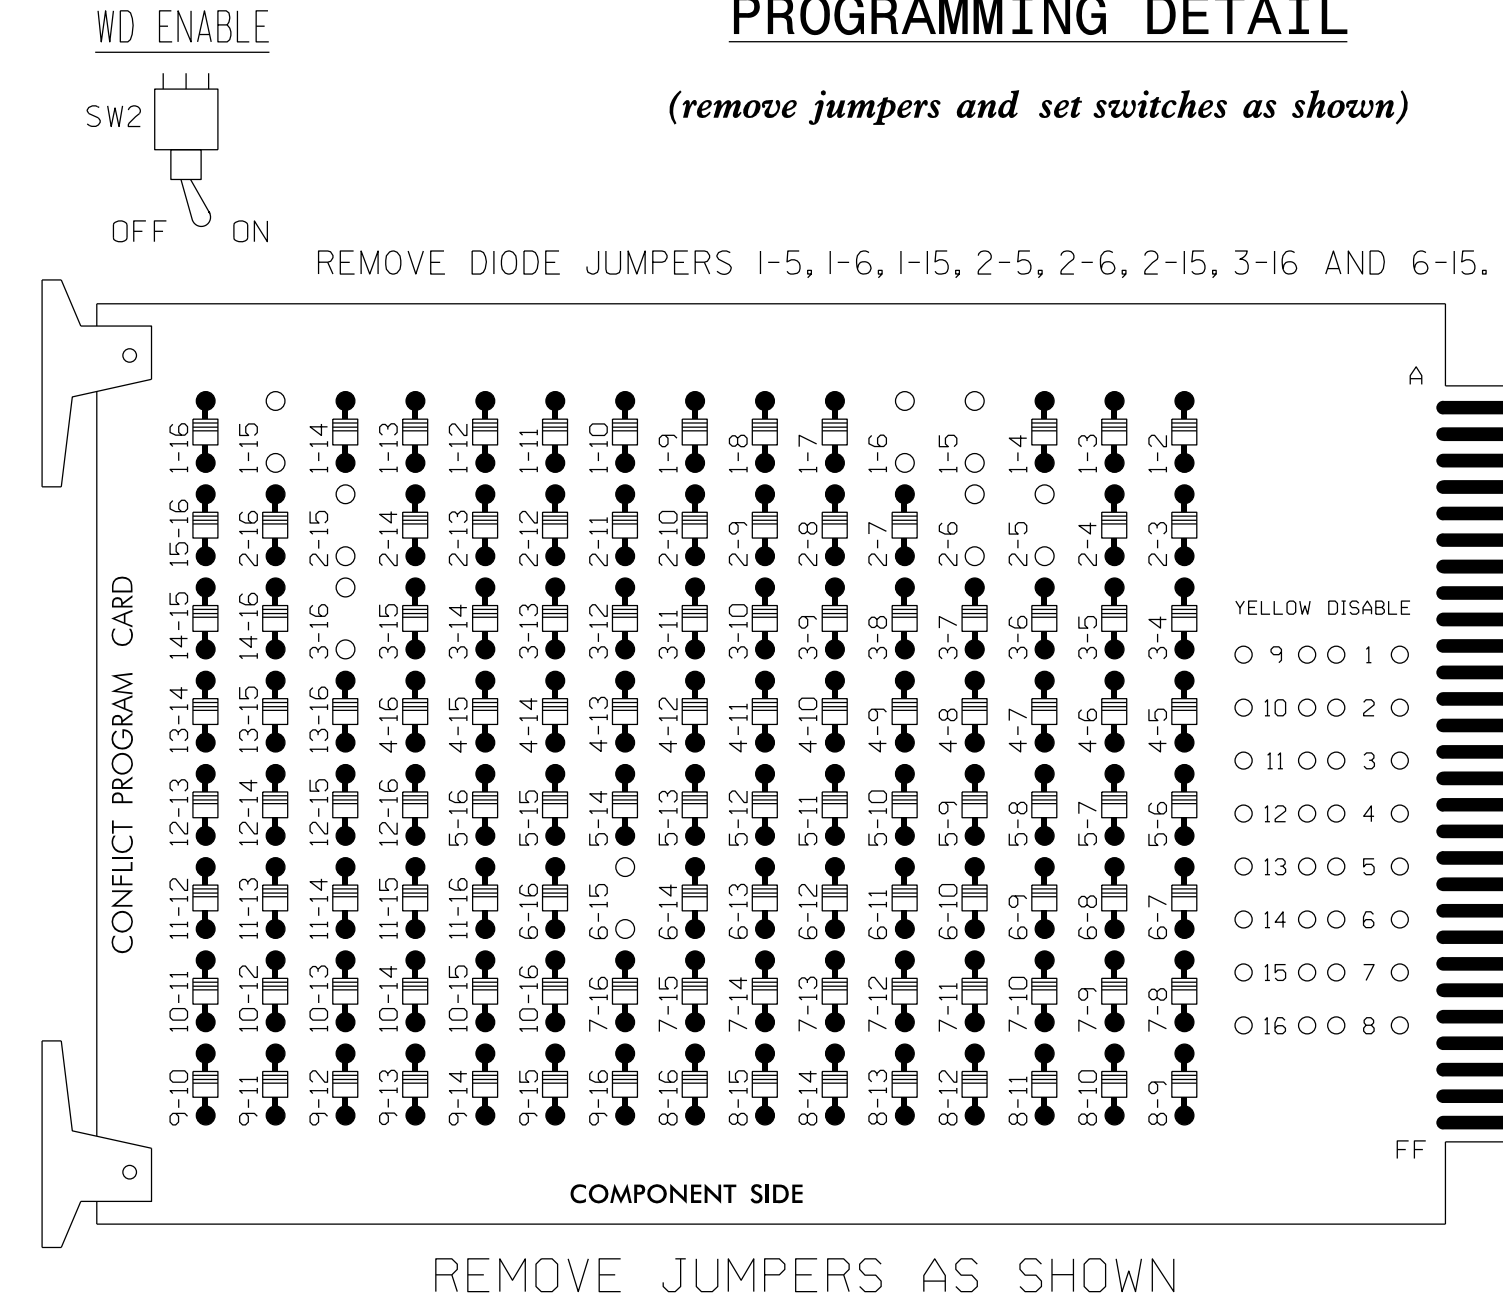 WD ENABLE
PROGRAMMING DETAIL
(remove jumpers and set switches as shown)
SW2
OFF ON
REMOVE DIODE JUMPERS 1-5, 1-6, 1-15, 2-5, 2-6, 2-15, 3-16 AND 6-15.
A
1-16 1-15 1-14 1-13 1-12 1-11 1-10 1-9 1-8 1-7 1-6 1-5 1-4 1-3 1-2
15-16 2-16 2-15 2-14 2-13 2-12 2-11 2-10 2-9 2-8 2-7 2-6 2-5 2-4 2-3
14-15 14-16 3-16 3-15 3-14 3-13 3-12 3-11 3-10 3-9 3-8 3-7 3-6 3-5 3-4
13-14 13-15 13-16 4-16 4-15 4-14 4-13 4-12 4-11 4-10 4-9 4-8 4-7 4-6 4-5
12-13 12-14 12-15 12-16 5-16 5-15 5-14 5-13 5-12 5-11 5-10 5-9 5-8 5-7 5-6
11-12 11-13 11-14 11-15 11-16 6-16 6-15 6-14 6-13 6-12 6-11 6-10 6-9 6-8 6-7
10-11 10-12 10-13 10-14 10-15 10-16 7-16 7-15 7-14 7-13 7-12 7-11 7-10 7-9 7-8
9-10 9-11 9-12 9-13 9-14 9-15 9-16 8-16 8-15 8-14 8-13 8-12 8-11 8-10 8-9
CONFLICT PROGRAM CARD
YELLOW DISABLE
9 1
10 2
11 3
12 4
13 5
14 6
15 7
16 8
FF
COMPONENT SIDE
REMOVE JUMPERS AS SHOWN